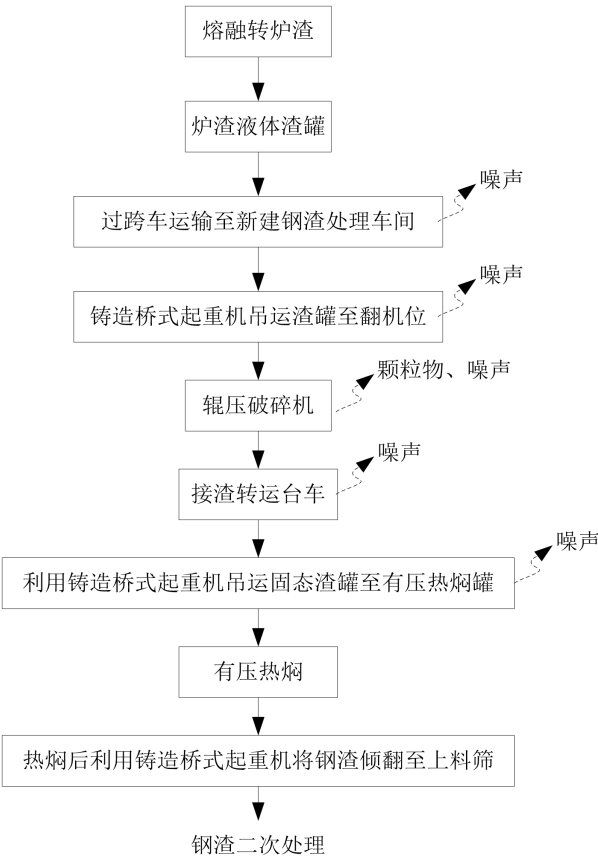 熔融转炉渣
炉渣液体渣罐
噪声
过跨车运输至新建钢渣处理车间
噪声
铸造桥式起重机吊运渣罐至翻机位
颗粒物、噪声
辊压破碎机
噪声
接渣转运台车
噪声
利用铸造桥式起重机吊运固态渣罐至有压热焖罐
有压热焖
热焖后利用铸造桥式起重机将钢渣倾翻至上料筛
钢渣二次处理